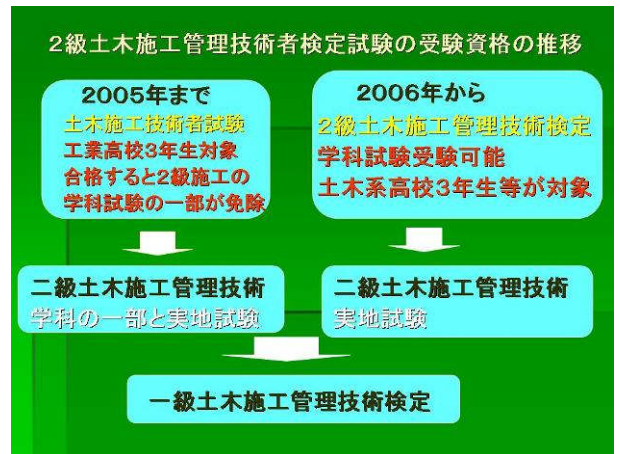 2級土木施工管理技術者検定試験の受験資格の推移
2005年まで
土木施工技術者試験
工業高校3年生対象
合格すると2級施工の
学科試験の一部が免除
2006年から
2級土木施工管理技術検定
学科試験受験可能
土木系高校3年生等が対象
二級土木施工管理技術
学科の一部と実地試験
二級土木施工管理技術
実地試験
一級土木施工管理技術検定